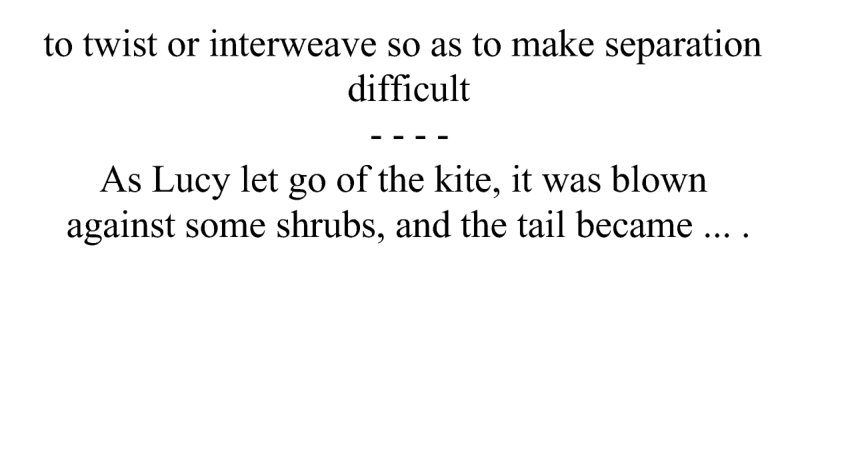 to twist or interweave so as to make separation
difficult
- - - -
As Lucy let go of the kite, it was blown
against some shrubs, and the tail became ... .